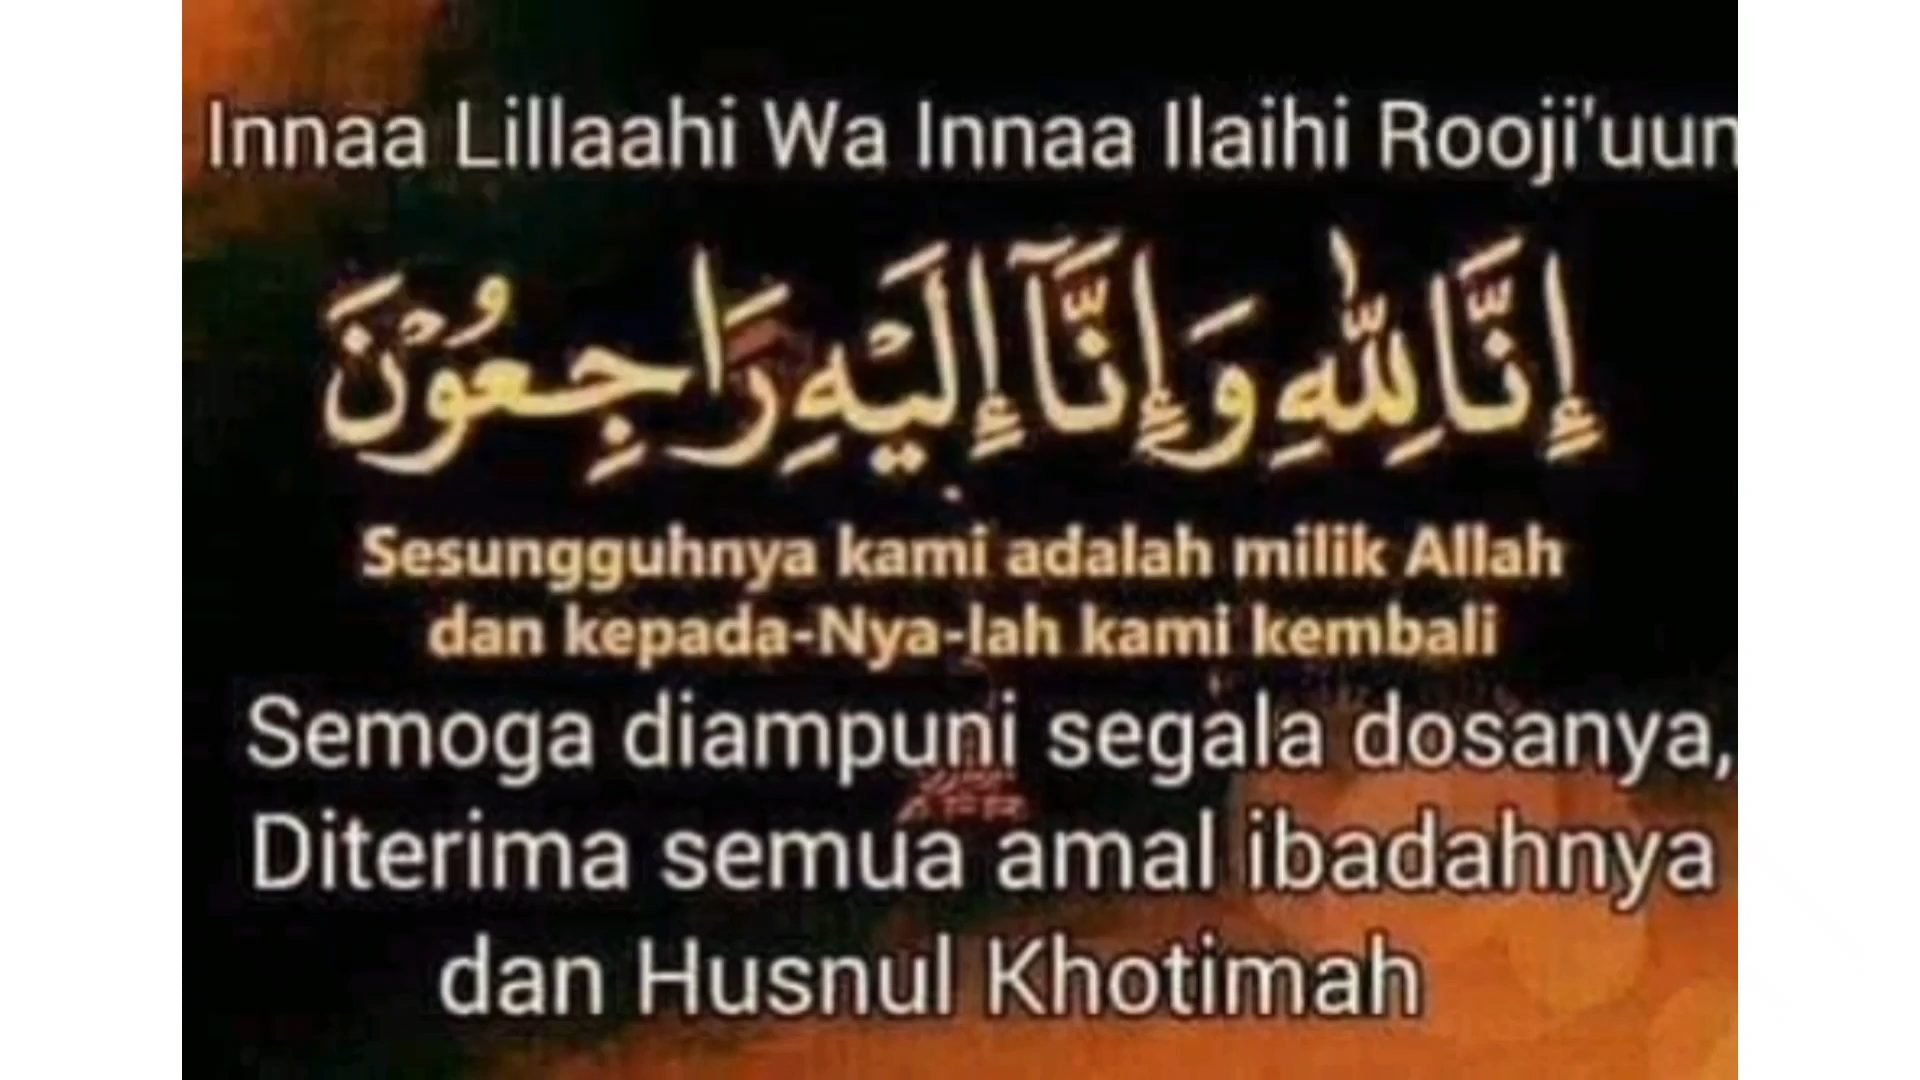 Innaa Lillaahi Wa Innaa Ilaihi Rooji'uun
إِنَّا لِلّٰهِ وَإِنَّآ إِلَيْهِ رَاجِعُوْنَ
Sesungguhnya kami adalah milik Allah
dan kepada-Nya-lah kami kembali
Semoga diampuni segala dosanya,
Diterima semua amal ibadahnya
dan Husnul Khotimah